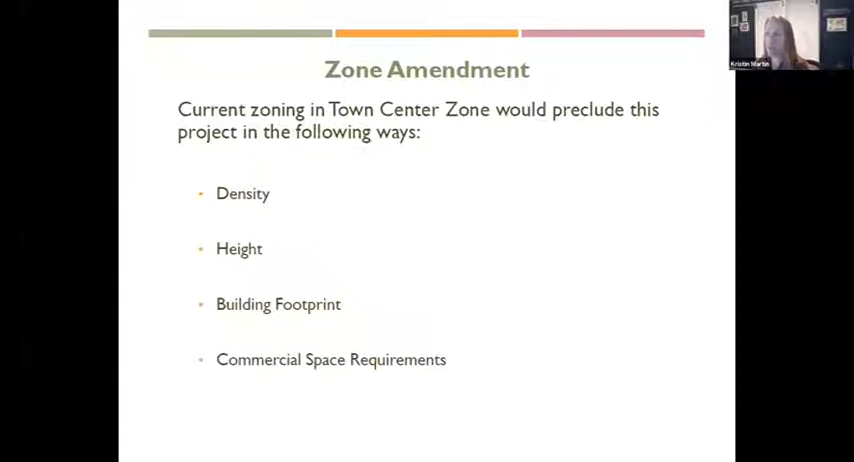 Zone Amendment
Current zoning in Town Center Zone would preclude this
project in the following ways:
Density
Height
Building Footprint
Commercial Space Requirements
Kristin Martin